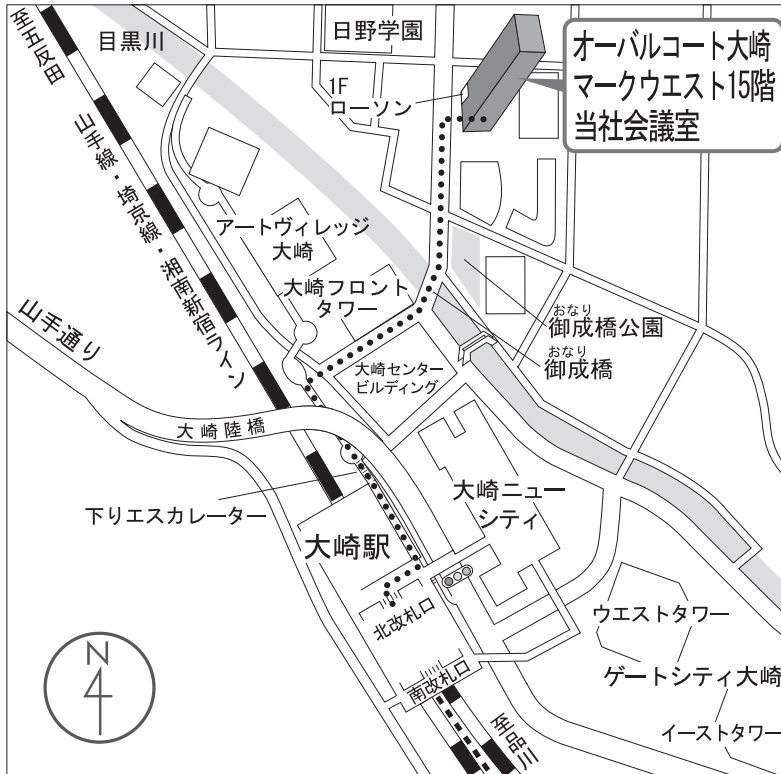 至五反田
目黒川
日野学園
オーバルコート大崎
マークウエスト15階
当社会議室
1F
ローソン
山手線・埼京線・湘南新宿ライン
アートヴィレッジ
大崎
大崎フロント
タワー
おなり
御成橋公園
おなり
御成橋
山手通り
大崎センター
ビルディング
大崎陸橋
下りエスカレーター
大崎ニュー
シティ
大崎駅
北改札口
ウエストタワー
ゲートシティ大崎
南改札口
イーストタワー
至品川
N